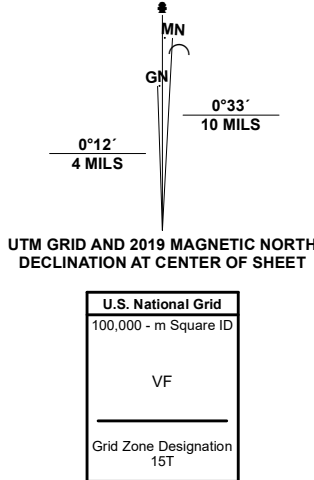 MN
GN
0°33´
10 MILS
0°12´
4 MILS
UTM GRID AND 2019 MAGNETIC NORTH
DECLINATION AT CENTER OF SHEET
U.S. National Grid
100,000 - m Square ID
VF
Grid Zone Designation
15T